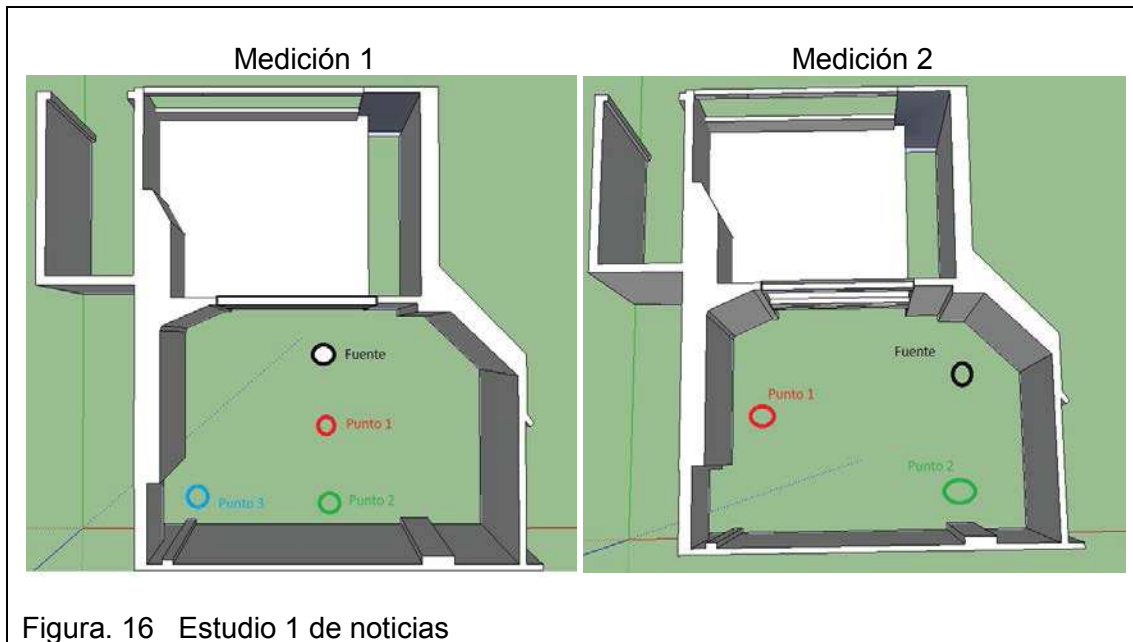 Medición 1
Medición 2
Fuente
Punto 1
Punto 3
Punto 2
Fuente
Punto 1
Punto 2
Figura. 16 Estudio 1 de noticias